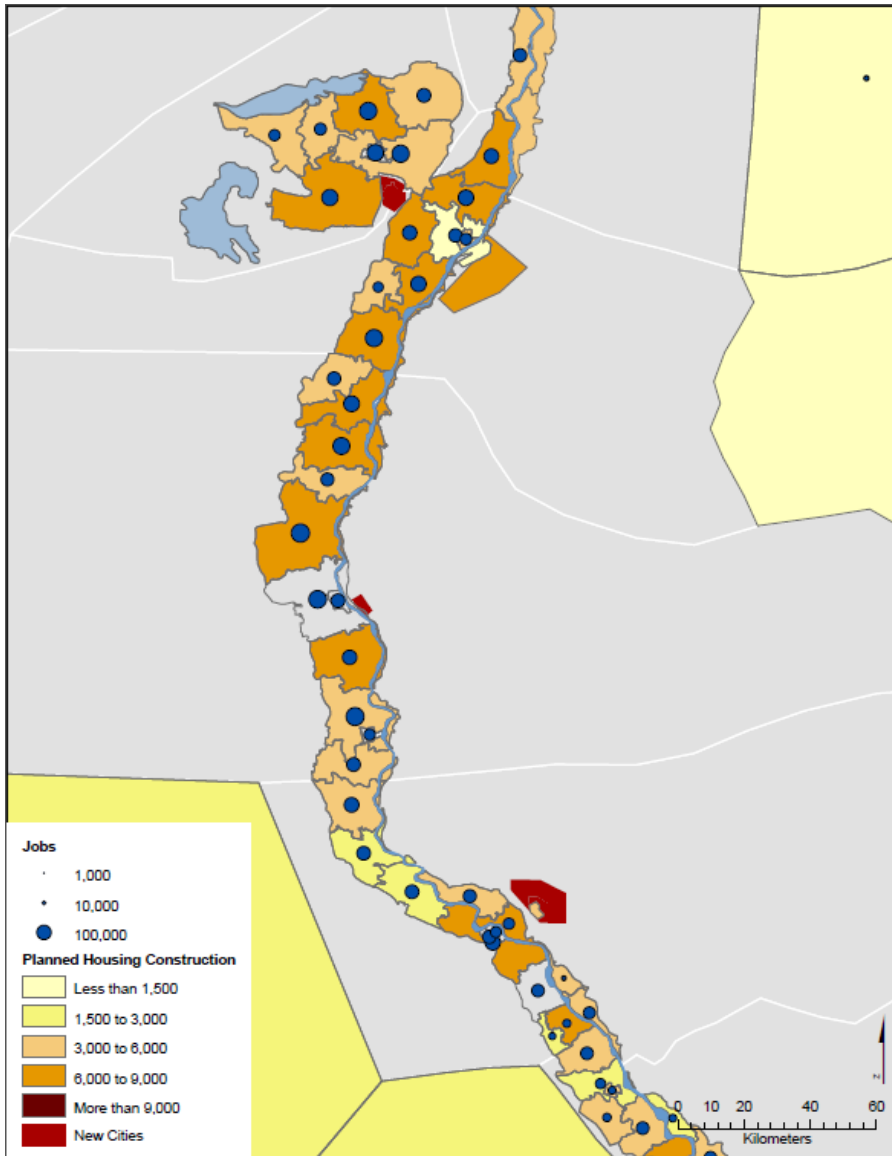 Jobs
1,000
10,000
100,000
Planned Housing Construction
Less than 1,500
1,500 to 3,000
3,000 to 6,000
6,000 to 9,000
More than 9,000
New Cities
N
0 10 20 40 60
Kilometers